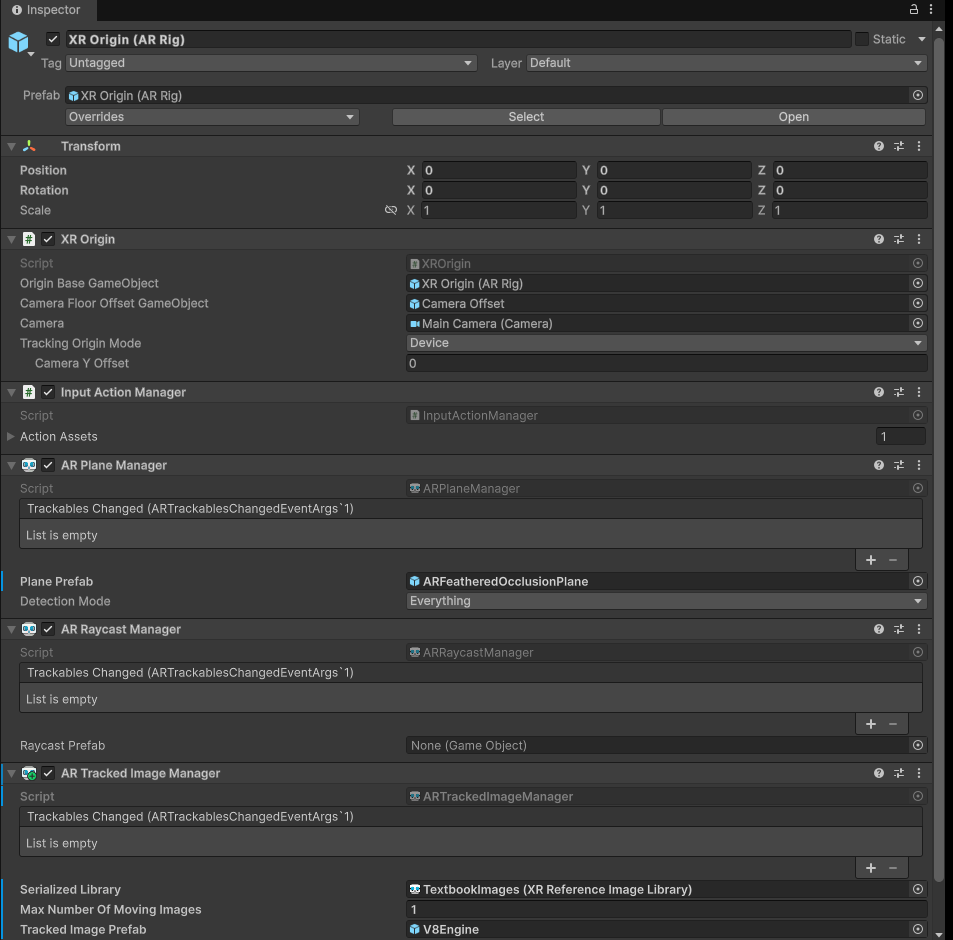 Inspector
XR Origin (AR Rig)
Static
Tag Untagged Layer Default
Prefab XR Origin (AR Rig)
Overrides Select Open
Transform
Position X 0 Y 0 Z 0
Rotation X 0 Y 0 Z 0
Scale X 1 Y 1 Z 1
# XR Origin
Script XROrigin
Origin Base GameObject XR Origin (AR Rig)
Camera Floor Offset GameObject Camera Offset
Camera Main Camera (Camera)
Tracking Origin Mode Device
Camera Y Offset 0
# Input Action Manager
Script InputActionManager
Action Assets 1
AR Plane Manager
Script ARPlaneManager
Trackables Changed (ARTrackablesChangedEventArgs`1)
List is empty
+ −
Plane Prefab ARFeatheredOcclusionPlane
Detection Mode Everything
AR Raycast Manager
Script ARRaycastManager
Trackables Changed (ARTrackablesChangedEventArgs`1)
List is empty
+ −
Raycast Prefab None (Game Object)
AR Tracked Image Manager
Script ARTrackedImageManager
Trackables Changed (ARTrackablesChangedEventArgs`1)
List is empty
+ −
Serialized Library TextbookImages (XR Reference Image Library)
Max Number Of Moving Images 1
Tracked Image Prefab V8Engine